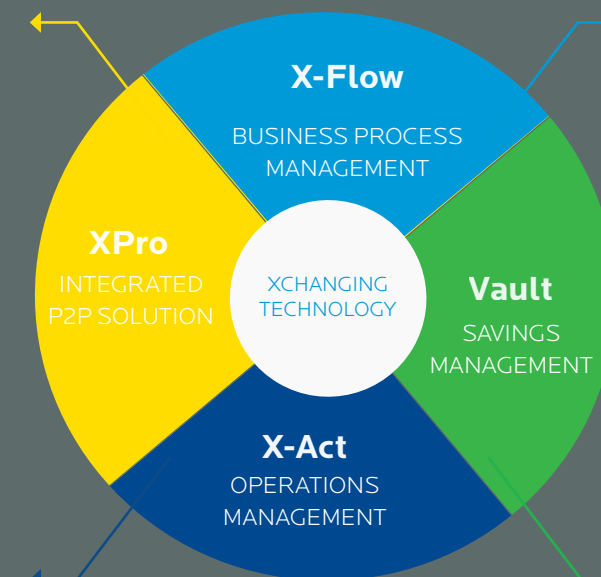 X-Flow
BUSINESS PROCESS
MANAGEMENT
XPro
INTEGRATED
P2P SOLUTION
XCHANGING
TECHNOLOGY
Vault
SAVINGS
MANAGEMENT
X-Act
OPERATIONS
MANAGEMENT